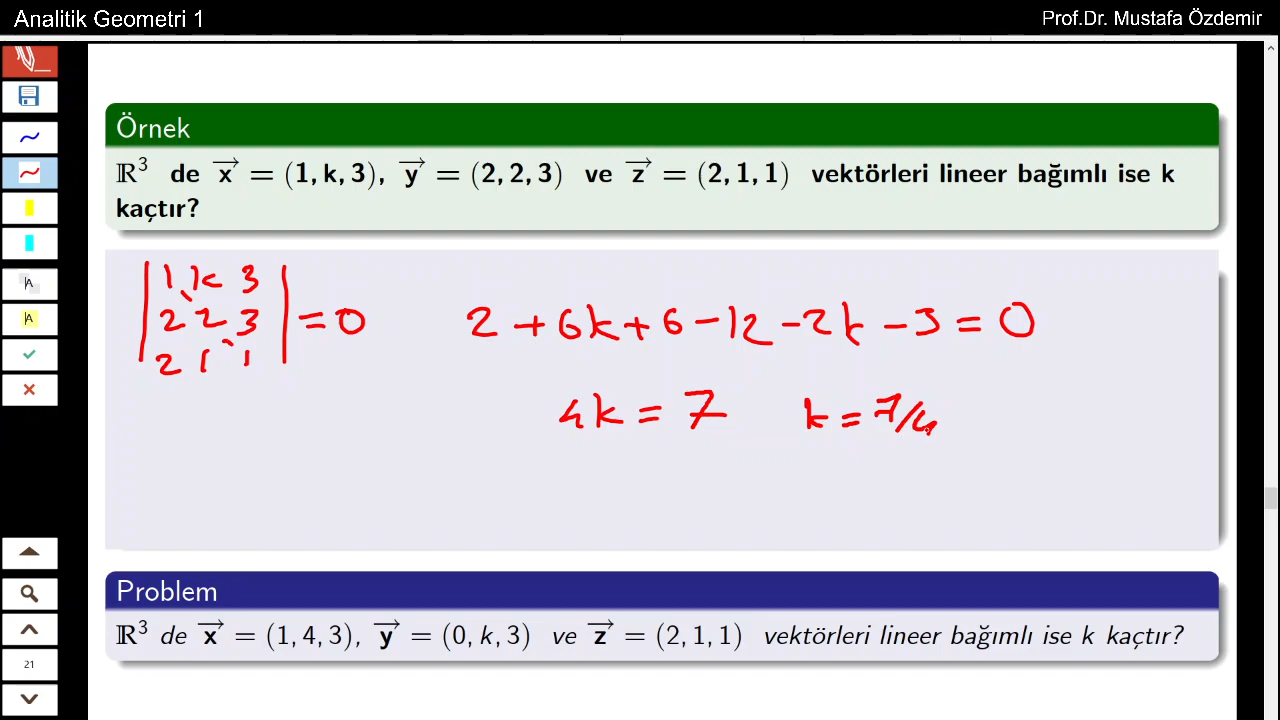 Analitik Geometri 1
Prof.Dr. Mustafa Özdemir
Örnek
ℝ³ de x⃗ = (1, k, 3), y⃗ = (2, 2, 3) ve z⃗ = (2, 1, 1) vektörleri lineer bağımlı ise k
kaçtır?
| 1 k 3 |
| 2 2 3 | = 0
| 2 1 1 |
2 + 6k + 6 - 12 - 2k - 3 = 0
4k = 7 k = 7/4
Problem
ℝ³ de x⃗ = (1, 4, 3), y⃗ = (0, k, 3) ve z⃗ = (2, 1, 1) vektörleri lineer bağımlı ise k kaçtır?
A
A
21